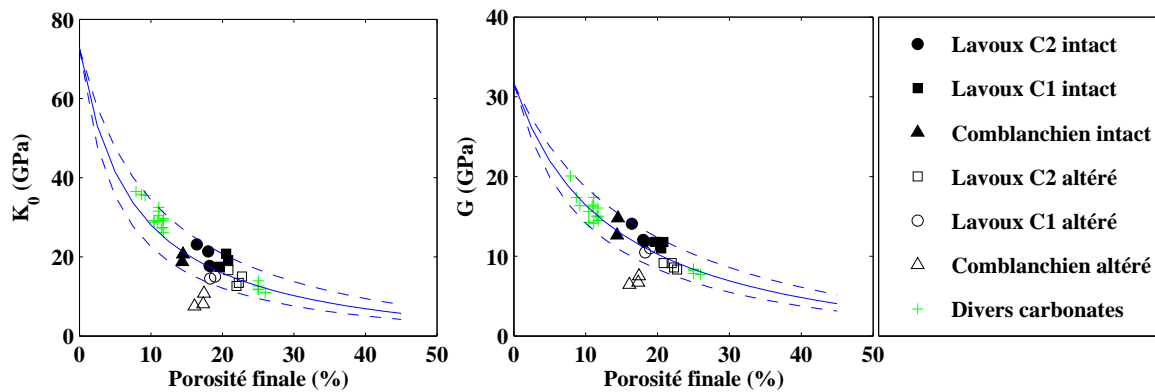 80
60
40
20
0
0
10
20
30
40
50
K0 (GPa)
Porosité finale (%)
40
30
20
10
0
0
10
20
30
40
50
G (GPa)
Porosité finale (%)
Lavoux C2 intact
Lavoux C1 intact
Comblanchien intact
Lavoux C2 altéré
Lavoux C1 altéré
Comblanchien altéré
Divers carbonates